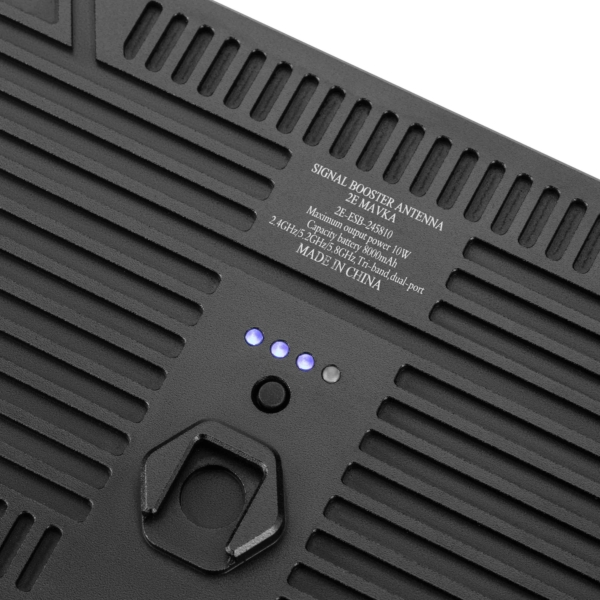 SIGNAL BOOSTER ANTENNA
2E MAVKA
2E-ESB-245810
Maximum output power 10W
Capacity battery 8000mAh
2.4GHz/5.2GHz/5.8GHz,Tri-band,dual-port
MADE IN CHINA